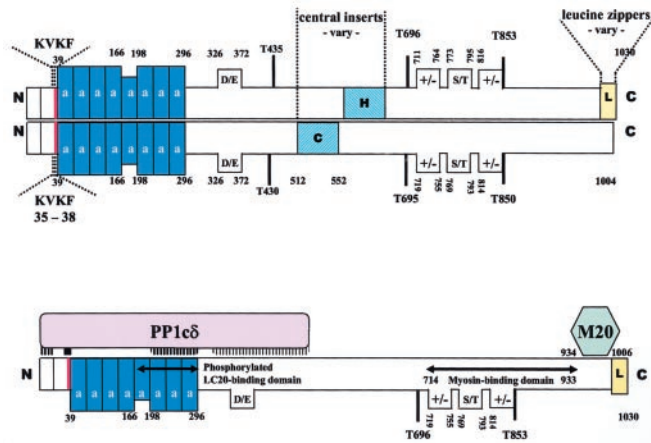 central inserts
- vary -
leucine zippers
- vary -
KVKF
39
166
198
296
326
372
T435
T696
711
764
773
795
816
T853
1030
D/E
+/-
S/T
+/-
N
a a a a a a a a
H
L
C
N
a a a a a a a a
C
C
D/E
+/-
S/T
+/-
39
166
198
296
326
372
T430
512
552
T695
719
755
769
793
814
T850
1004
KVKF
35 – 38
PP1cδ
M20
934
1006
N
Phosphorylated
LC20-binding domain
714
Myosin-binding domain
933
L
C
a a a a a a a a
39
166
198
296
D/E
+/-
S/T
+/-
719
755
769
793
814
T696
T853
1030